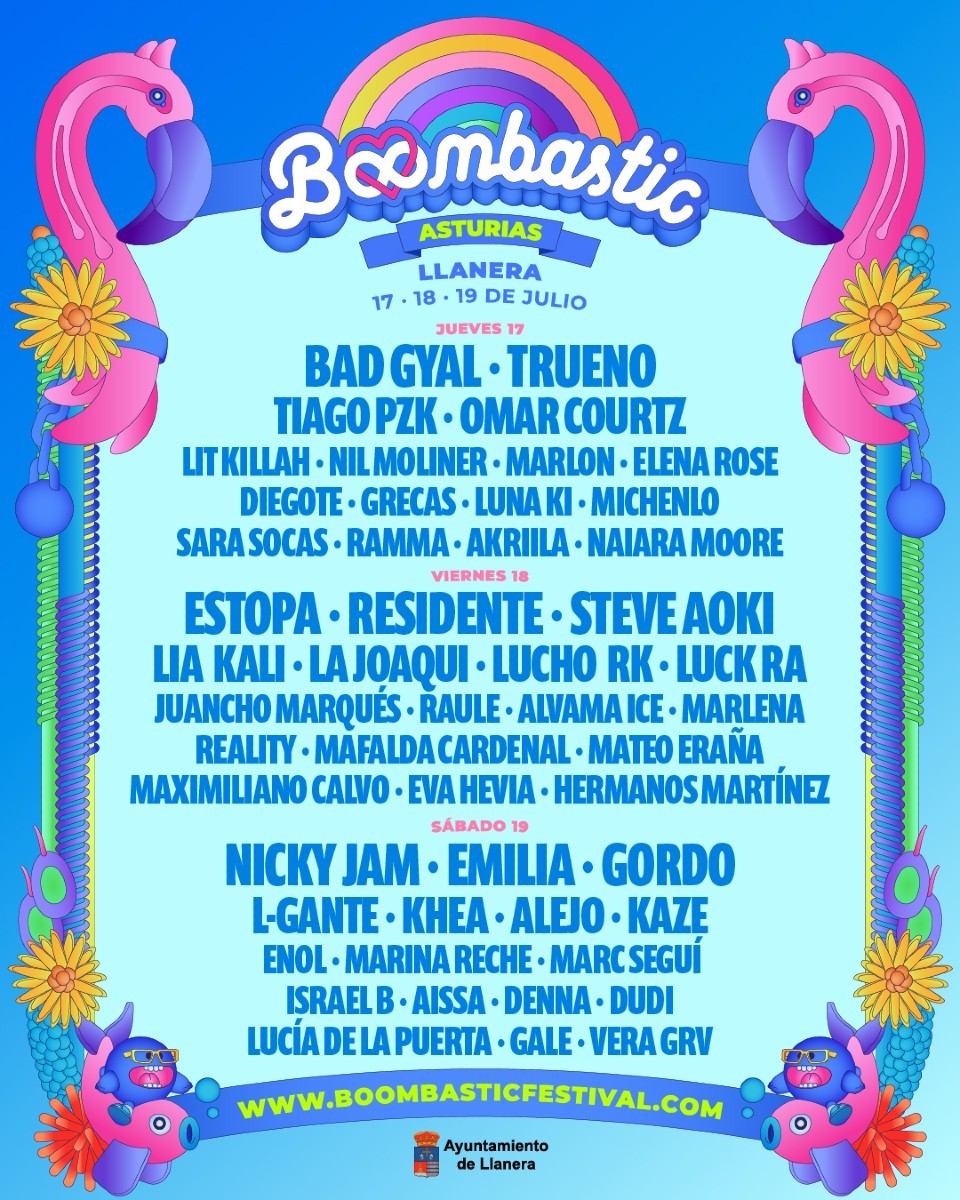 Boombastic
ASTURIAS
LLANERA
17 · 18 · 19 DE JULIO
JUEVES 17
BAD GYAL · TRUENO
TIAGO PZK · OMAR COURTZ
LIT KILLAH · NIL MOLINER · MARLON · ELENA ROSE
DIEGOTE · GRECAS · LUNA KI · MICHENLO
SARA SOCAS · RAMMA · AKRIILA · NAIARA MOORE
VIERNES 18
ESTOPA · RESIDENTE · STEVE AOKI
LIA KALI · LA JOAQUI · LUCHO RK · LUCK RA
JUANCHO MARQUÉS · RAULE · ALVAMA ICE · MARLENA
REALITY · MAFALDA CARDENAL · MATEO ERAÑA
MAXIMILIANO CALVO · EVA HEVIA · HERMANOS MARTÍNEZ
SÁBADO 19
NICKY JAM · EMILIA · GORDO
L-GANTE · KHEA · ALEJO · KAZE
ENOL · MARINA RECHE · MARC SEGUÍ
ISRAEL B · AISSA · DENNA · DUDI
LUCÍA DE LA PUERTA · GALE · VERA GRV
WWW.BOOMBASTICFESTIVAL.COM
Ayuntamiento
de Llanera